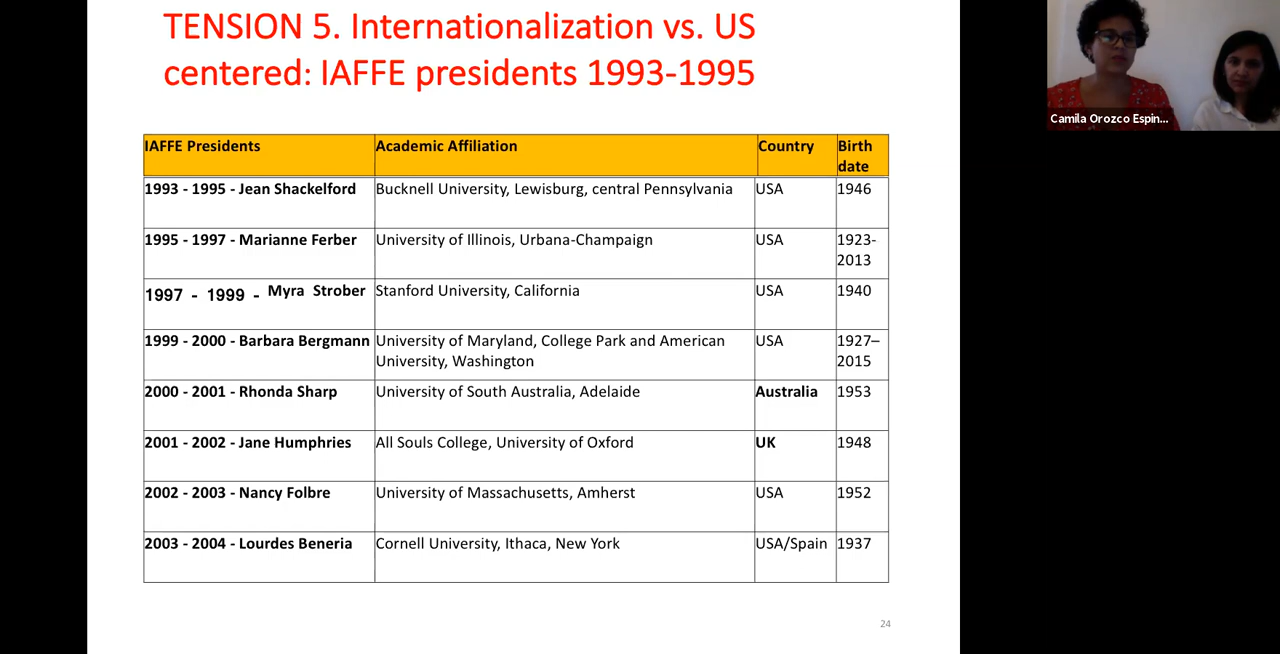 TENSION 5. Internationalization vs. US
centered: IAFFE presidents 1993-1995
Camila Orozco Espin...
IAFFE Presidents Academic Affiliation Country Birth
date
1993 - 1995 - Jean Shackelford Bucknell University, Lewisburg, central Pennsylvania USA 1946
1995 - 1997 - Marianne Ferber University of Illinois, Urbana-Champaign USA 1923-
2013
1997 - 1999 - Myra Strober Stanford University, California USA 1940
1999 - 2000 - Barbara Bergmann University of Maryland, College Park and American USA 1927–
University, Washington 2015
2000 - 2001 - Rhonda Sharp University of South Australia, Adelaide Australia 1953
2001 - 2002 - Jane Humphries All Souls College, University of Oxford UK 1948
2002 - 2003 - Nancy Folbre University of Massachusetts, Amherst USA 1952
2003 - 2004 - Lourdes Beneria Cornell University, Ithaca, New York USA/Spain 1937
24